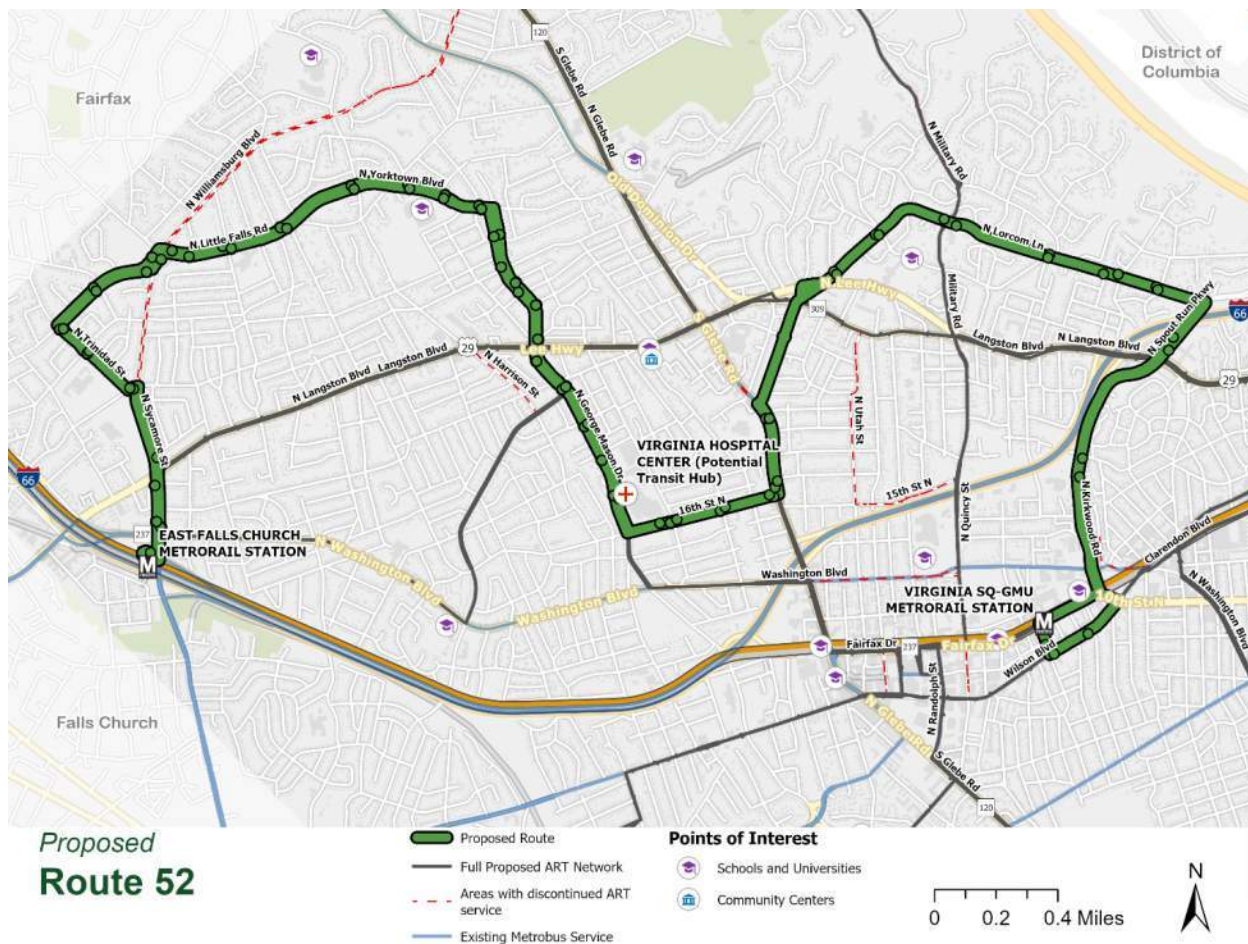 120
District of
Columbia
Fairfax
S Glebe Rd
N Glebe Rd
N Military Rd
N Williamsburg Blvd
N Yorktown Blvd
Old Dominion Dr
N Little Falls Rd
N Lorcom Ln
N Lee Hwy
309
Military Rd
66
N Spout Run Pkwy
N Trinidad St
29
Lee Hwy
Langston Blvd
N Langston Blvd
N Langston Blvd
Langston Blvd
N Harrison St
N Glebe Rd
29
N Sycamore St
N George Mason Dr
N Utah St
VIRGINIA HOSPITAL
CENTER (Potential
Transit Hub)
66
16th St N
15th St N
N Quincy St
N Kirkwood Rd
Clarendon Blvd
237
EAST FALLS CHURCH
METRORAIL STATION
M
N Washington Blvd
Washington Blvd
Washington Blvd
VIRGINIA SQ-GMU
METRORAIL STATION
M
10th St N
N Washington Blvd
Fairfax Dr
237
Fairfax Dr
Wilson Blvd
N Randolph St
N Glebe Rd
S Glebe Rd
120
Falls Church
Proposed
Route 52
Proposed Route
Full Proposed ART Network
Areas with discontinued ART
service
Existing Metrobus Service
Points of Interest
Schools and Universities
Community Centers
0 0.2 0.4 Miles
N